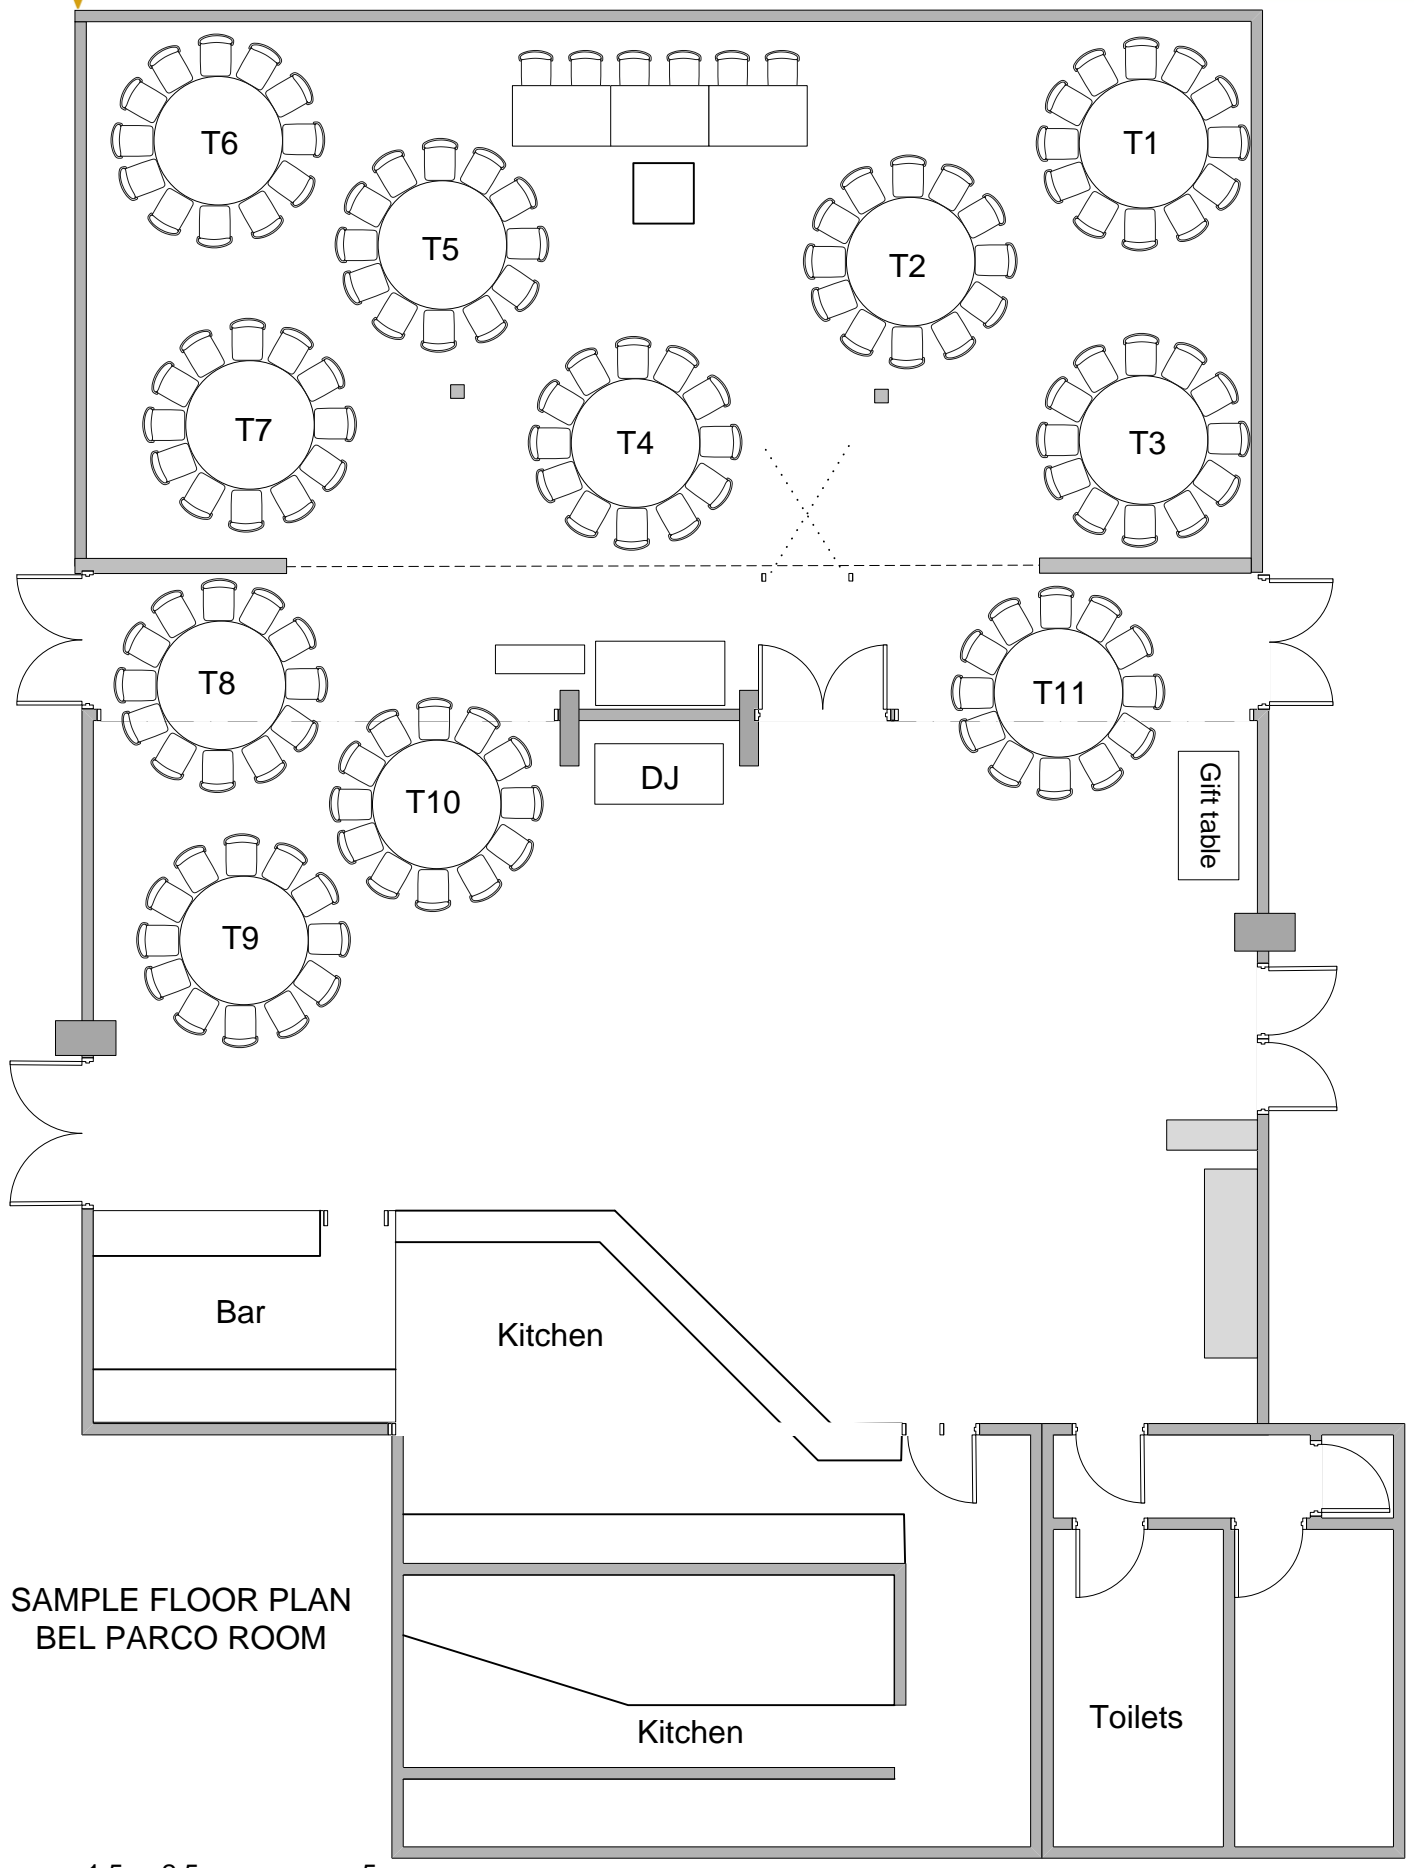 T6
T1
T5
T2
T7
T4
T3
T8
T11
DJ
Gift table
T10
T9
Bar
Kitchen
SAMPLE FLOOR PLAN
BEL PARCO ROOM
Toilets
Kitchen